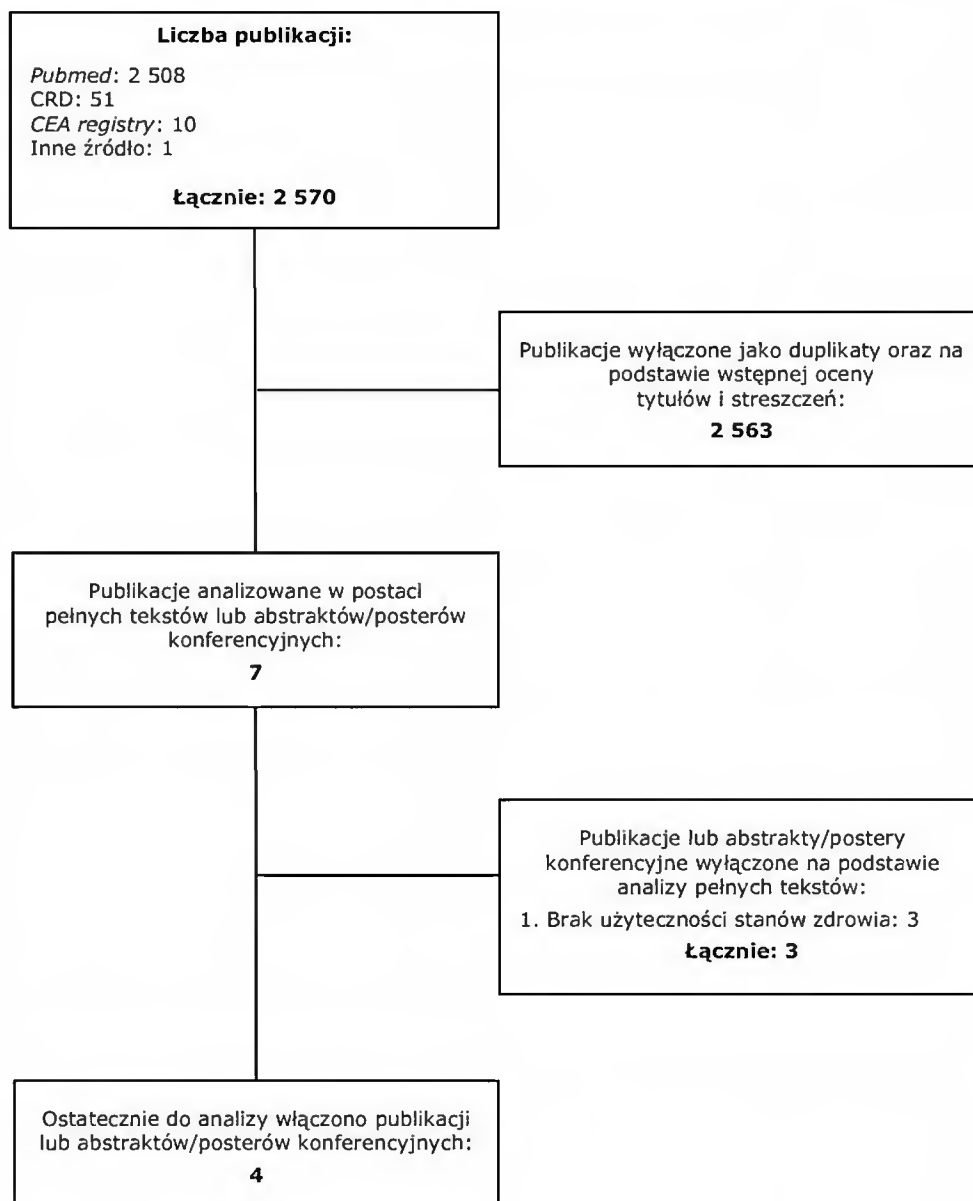 Liczba publikacji:
Pubmed: 2 508
CRD: 51
CEA registry: 10
Inne źródło: 1
Łącznie: 2 570
Publikacje wyłączone jako duplikaty oraz na
podstawie wstępnej oceny
tytułów i streszczeń:
2 563
Publikacje analizowane w postaci
pełnych tekstów lub abstraktów/posterów
konferencyjnych:
7
Publikacje lub abstrakty/postery
konferencyjne wyłączone na podstawie
analizy pełnych tekstów:
1. Brak użyteczności stanów zdrowia: 3
Łącznie: 3
Ostatecznie do analizy włączono publikacji
lub abstraktów/posterów konferencyjnych:
4